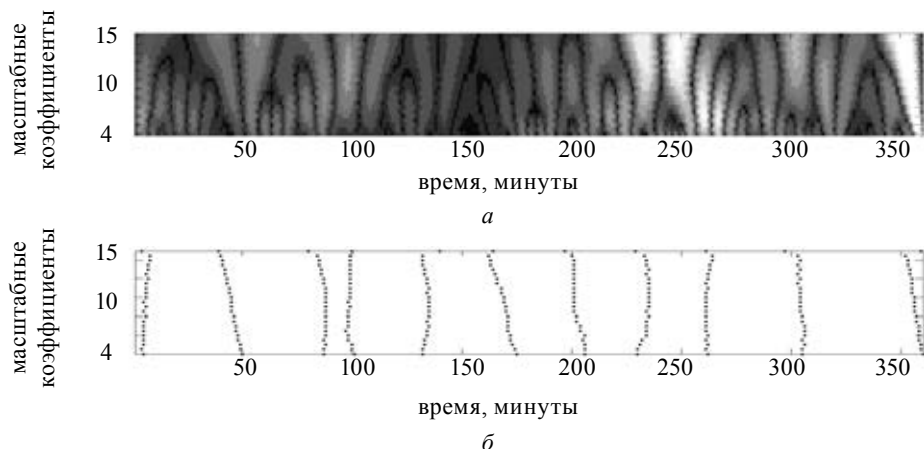 масштабные
коэффициенты
15
10
4
50 100 150 200 250 300 350
время, минуты
а
масштабные
коэффициенты
15
10
4
50 100 150 200 250 300 350
время, минуты
б